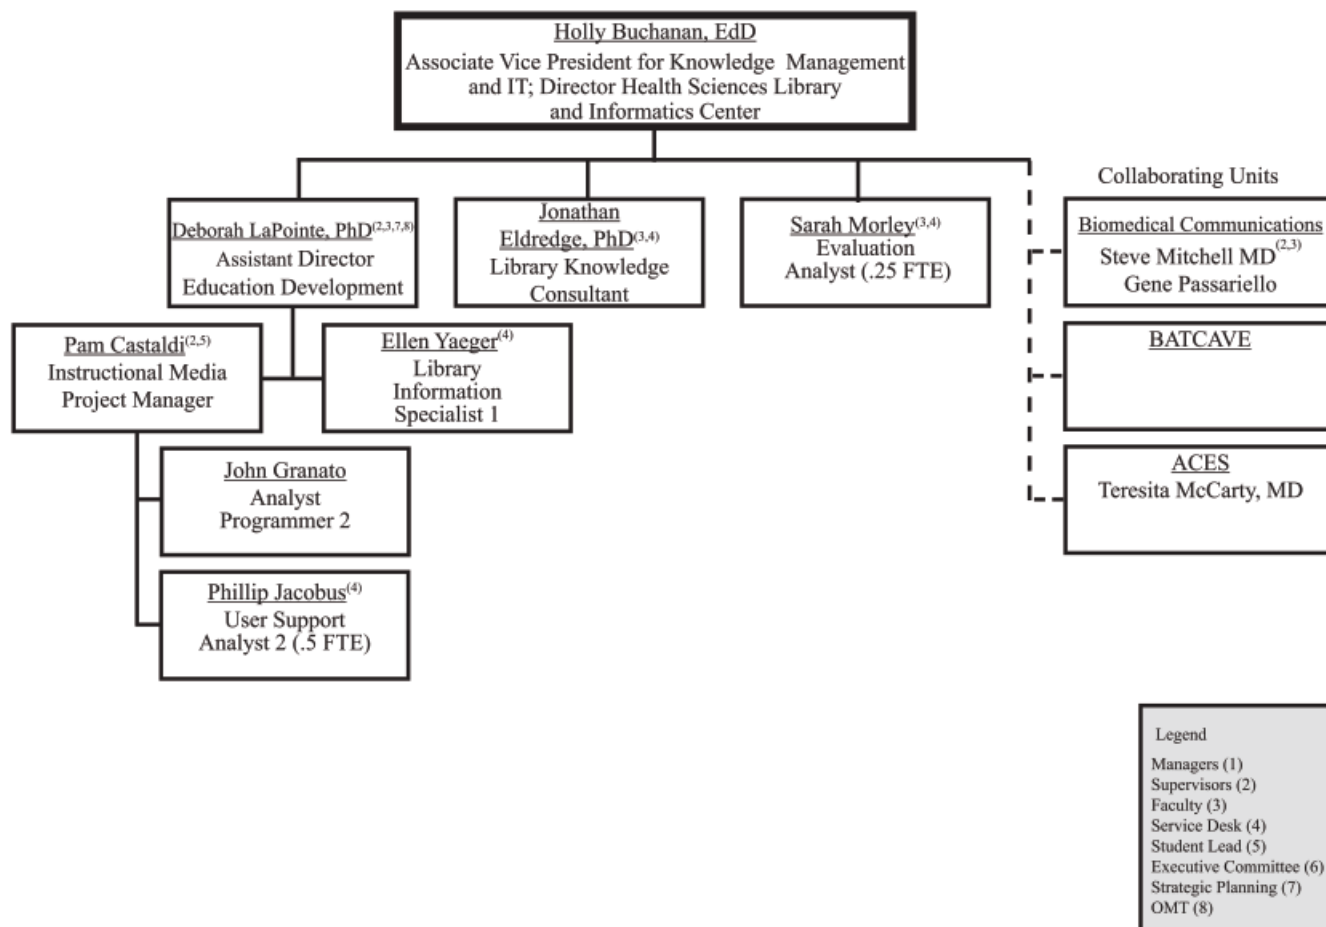 Holly Buchanan, EdD
Associate Vice President for Knowledge Management
and IT; Director Health Sciences Library
and Informatics Center
Collaborating Units
Deborah LaPointe, PhD(2,3,7,8)
Assistant Director
Education Development
Jonathan
Eldredge, PhD(3,4)
Library Knowledge
Consultant
Sarah Morley(3,4)
Evaluation
Analyst (.25 FTE)
Biomedical Communications
Steve Mitchell MD(2,3)
Gene Passariello
Pam Castaldi(2,5)
Instructional Media
Project Manager
Ellen Yaeger(4)
Library
Information
Specialist 1
BATCAVE
John Granato
Analyst
Programmer 2
ACES
Teresita McCarty, MD
Phillip Jacobus(4)
User Support
Analyst 2 (.5 FTE)
Legend
Managers (1)
Supervisors (2)
Faculty (3)
Service Desk (4)
Student Lead (5)
Executive Committee (6)
Strategic Planning (7)
OMT (8)